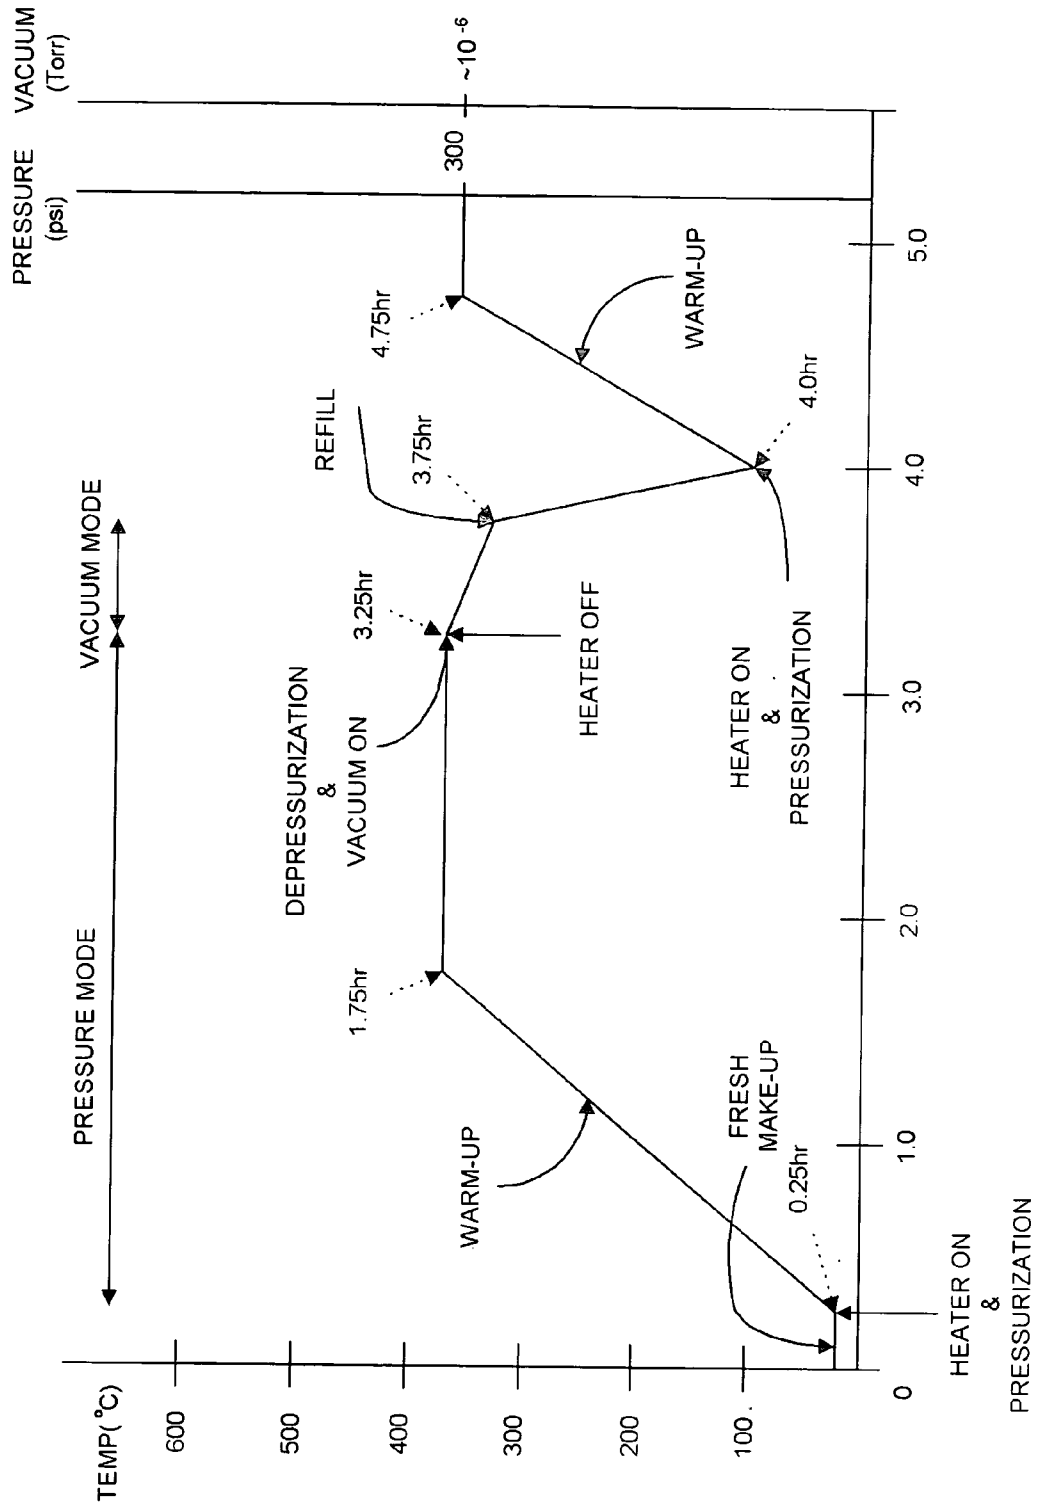 PRESSURE
(psi)
VACUUM
(Torr)
TEMP(°C)
PRESSURE MODE
VACUUM MODE
600
500
400
300
200
100
300
~10⁻⁶
1.75hr
DEPRESSURIZATION
&
VACUUM ON
3.25hr
REFILL
3.75hr
4.75hr
WARM-UP
HEATER OFF
WARM-UP
FRESH
MAKE-UP
0.25hr
HEATER ON
&
PRESSURIZATION
4.0hr
0
1.0
2.0
3.0
4.0
5.0
HEATER ON
&
PRESSURIZATION